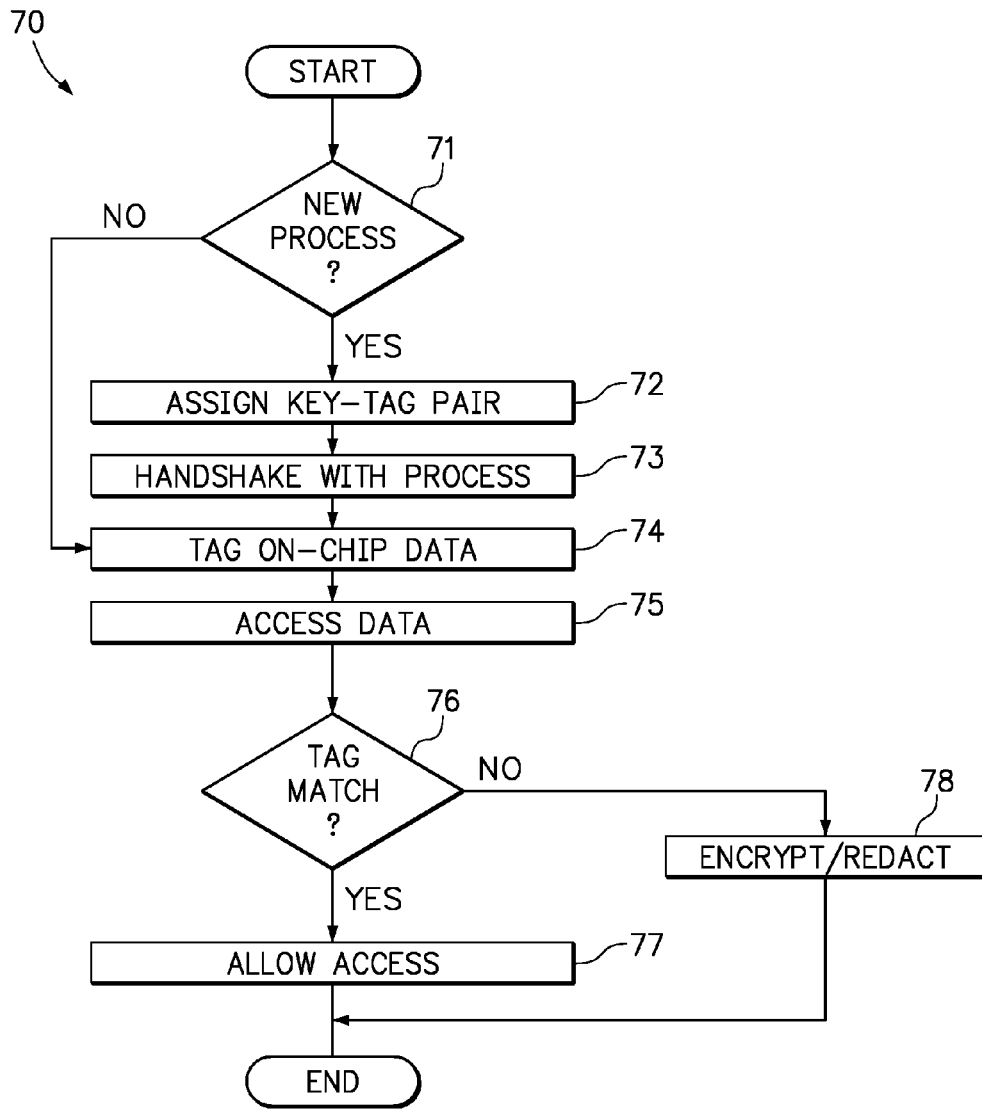 70
START
71
NEW
PROCESS
?
NO
YES
ASSIGN KEY-TAG PAIR
72
HANDSHAKE WITH PROCESS
73
TAG ON-CHIP DATA
74
ACCESS DATA
75
76
TAG
MATCH
?
NO
78
ENCRYPT/REDACT
YES
ALLOW ACCESS
77
END